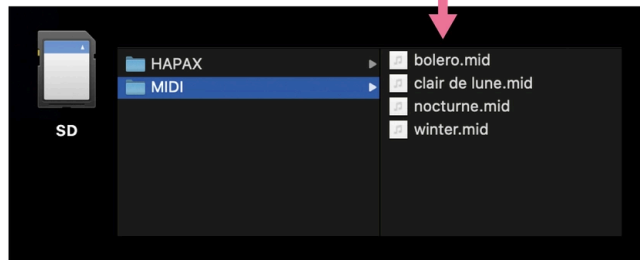 SD
HAPAX
MIDI
bolero.mid
clair de lune.mid
nocturne.mid
winter.mid